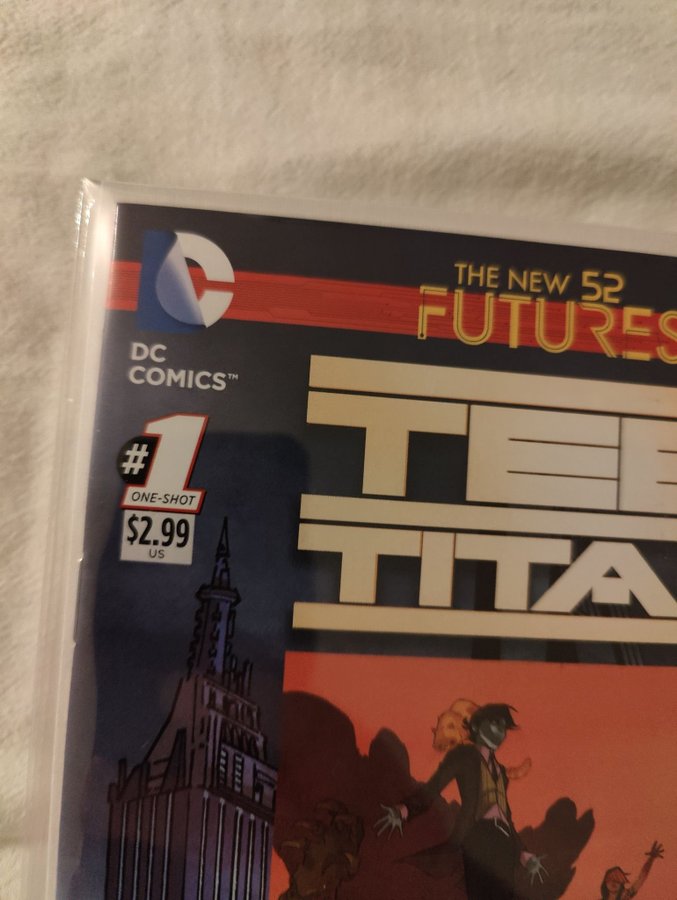 DC
COMICS™
THE NEW 52
FUTURES
#1
ONE-SHOT
$2.99
US
TEE
TITA